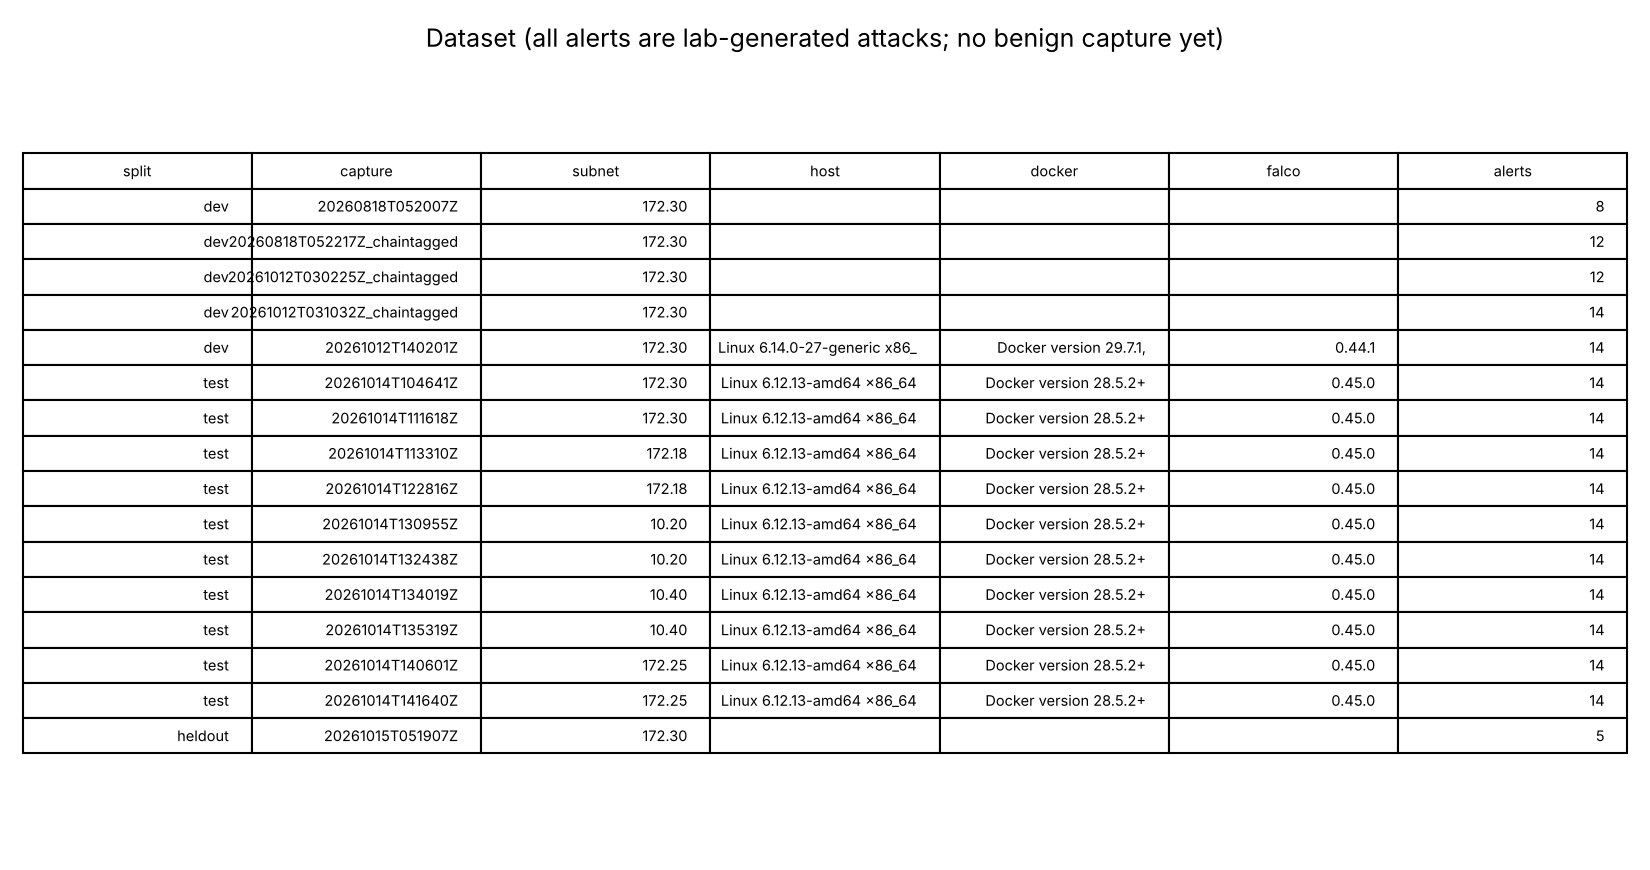 Dataset (all alerts are lab-generated attacks; no benign capture yet)
split capture subnet host docker falco alerts
dev 20260818T052007Z 172.30 8
dev 20260818T052217Z_chaintagged 172.30 12
dev 20261012T030225Z_chaintagged 172.30 12
dev 20261012T031032Z_chaintagged 172.30 14
dev 20261012T140201Z 172.30 Linux 6.14.0-27-generic x86_ Docker version 29.7.1, 0.44.1 14
test 20261014T104641Z 172.30 Linux 6.12.13-amd64 x86_64 Docker version 28.5.2+ 0.45.0 14
test 20261014T111618Z 172.30 Linux 6.12.13-amd64 x86_64 Docker version 28.5.2+ 0.45.0 14
test 20261014T113310Z 172.18 Linux 6.12.13-amd64 x86_64 Docker version 28.5.2+ 0.45.0 14
test 20261014T122816Z 172.18 Linux 6.12.13-amd64 x86_64 Docker version 28.5.2+ 0.45.0 14
test 20261014T130955Z 10.20 Linux 6.12.13-amd64 x86_64 Docker version 28.5.2+ 0.45.0 14
test 20261014T132438Z 10.20 Linux 6.12.13-amd64 x86_64 Docker version 28.5.2+ 0.45.0 14
test 20261014T134019Z 10.40 Linux 6.12.13-amd64 x86_64 Docker version 28.5.2+ 0.45.0 14
test 20261014T135319Z 10.40 Linux 6.12.13-amd64 x86_64 Docker version 28.5.2+ 0.45.0 14
test 20261014T140601Z 172.25 Linux 6.12.13-amd64 x86_64 Docker version 28.5.2+ 0.45.0 14
test 20261014T141640Z 172.25 Linux 6.12.13-amd64 x86_64 Docker version 28.5.2+ 0.45.0 14
heldout 20261015T051907Z 172.30 5